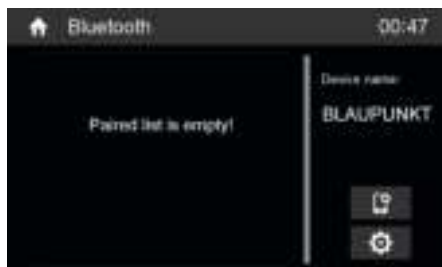 Bluetooth
00:47
Paired list is empty!
Device name:
BLAUPUNKT